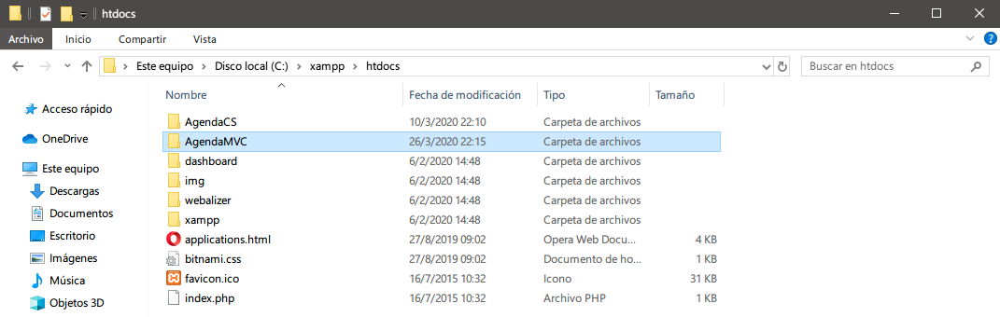 htdocs
Archivo Inicio Compartir Vista
Este equipo Disco local (C:) xampp htdocs Buscar en htdocs
Nombre Fecha de modificación Tipo Tamaño
Acceso rápido
OneDrive
Este equipo
Descargas
Documentos
Escritorio
Imágenes
Música
Objetos 3D
AgendaCS 10/3/2020 22:10 Carpeta de archivos
AgendaMVC 26/3/2020 22:15 Carpeta de archivos
dashboard 6/2/2020 14:48 Carpeta de archivos
img 6/2/2020 14:48 Carpeta de archivos
webalizer 6/2/2020 14:48 Carpeta de archivos
xampp 6/2/2020 14:48 Carpeta de archivos
applications.html 27/8/2019 09:02 Opera Web Docu... 4 KB
bitnami.css 27/8/2019 09:02 Documento de ho... 1 KB
favicon.ico 16/7/2015 10:32 Icono 31 KB
index.php 16/7/2015 10:32 Archivo PHP 1 KB